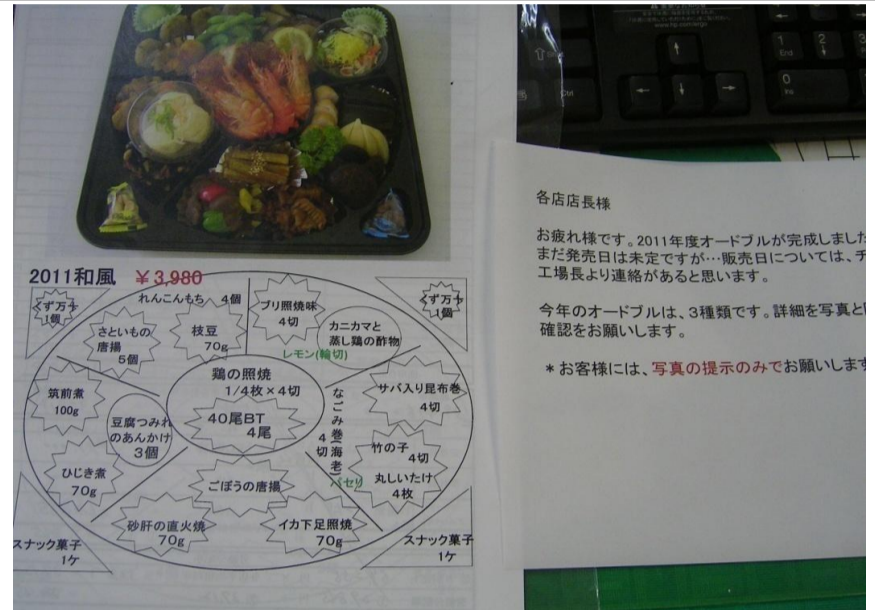 2011和風 ￥3,980
れんこんもち 4個
1個
さといもの
唐揚
5個
枝豆
70g
ブリ照焼味
4切
カニカマと
蒸し鶏の酢物
1個
レモン(輪切)
鶏の照焼
1/4枚×4切
40尾BT
4尾
筑前煮
100g
豆腐つみれ
のあんかけ
3個
なごみ巻(海老)
4切
サバ入り昆布巻
4切
竹の子
4切
丸しいたけ
4枚
パセリ
ひじき煮
70g
ごぼうの唐揚
砂肝の直火焼
70g
イカ下足照焼
70g
スナック菓子
1ケ
スナック菓子
1ケ
各店店長様
お疲れ様です。2011年度オードブルが完成しました
まだ発売日は未定ですが…販売日については、チ
工場長より連絡があると思います。
今年のオードブルは、3種類です。詳細を写真と
確認をお願いします。
＊お客様には、写真の提示のみでお願いします
www.hp.com/ergo
Ctrl
1
End
2
3
0
Ins